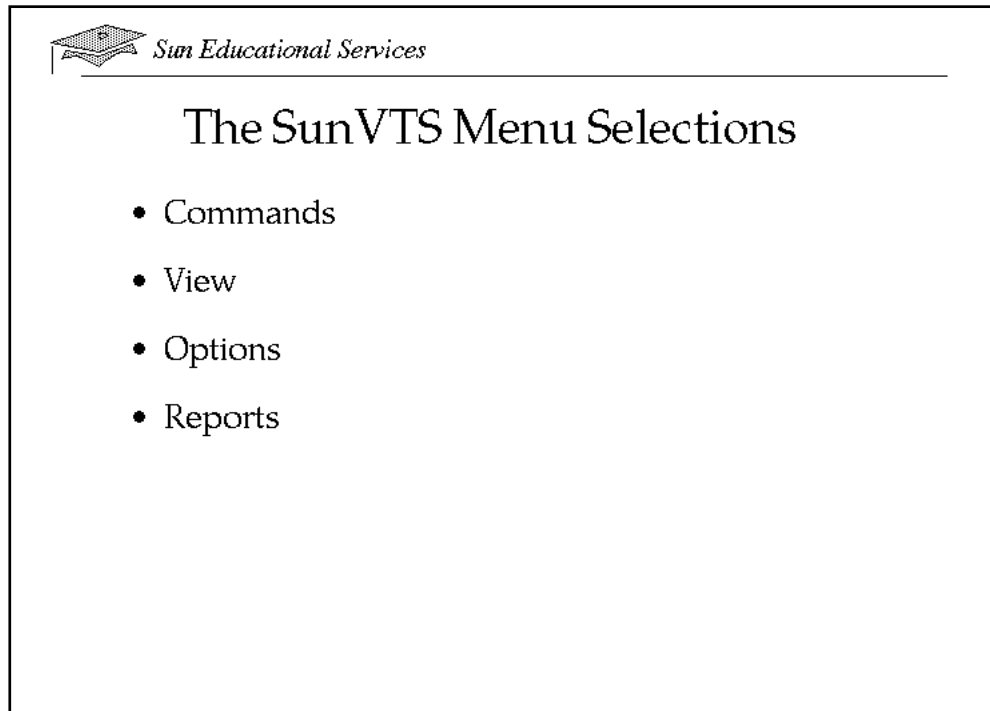 Sun Educational Services
The SunVTS Menu Selections
• Commands
• View
• Options
• Reports